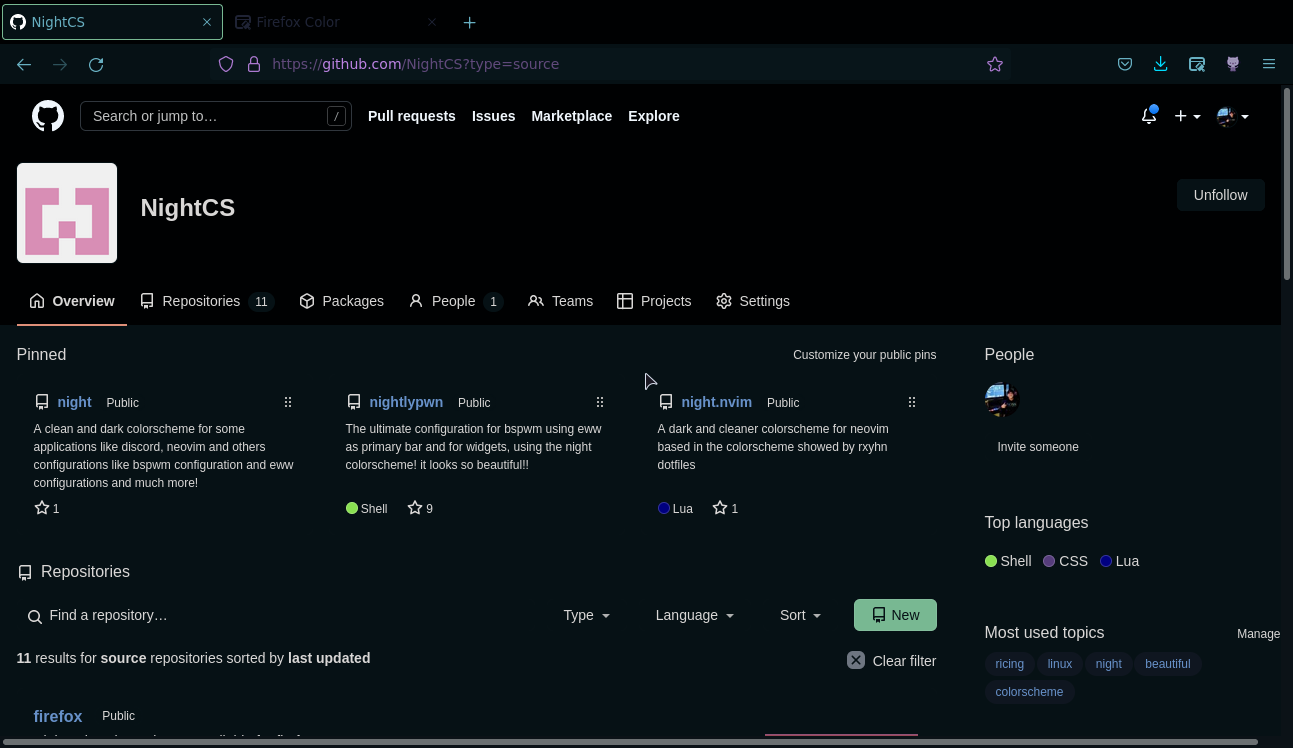 NightCS
Firefox Color
https://github.com/NightCS?type=source
Search or jump to…
/
Pull requests
Issues
Marketplace
Explore
NightCS
Unfollow
Overview
Repositories 11
Packages
People 1
Teams
Projects
Settings
Pinned
Customize your public pins
night Public
A clean and dark colorscheme for some
applications like discord, neovim and others
configurations like bspwm configuration and eww
configurations and much more!
1
nightlypwn Public
The ultimate configuration for bspwm using eww
as primary bar and for widgets, using the night
colorscheme! it looks so beautiful!!
Shell 9
night.nvim Public
A dark and cleaner colorscheme for neovim
based in the colorscheme showed by rxyhn
dotfiles
Lua 1
People
Invite someone
Top languages
Shell CSS Lua
Most used topics
Manage
ricing linux night beautiful
colorscheme
Repositories
Find a repository…
Type
Language
Sort
New
11 results for source repositories sorted by last updated
Clear filter
firefox Public